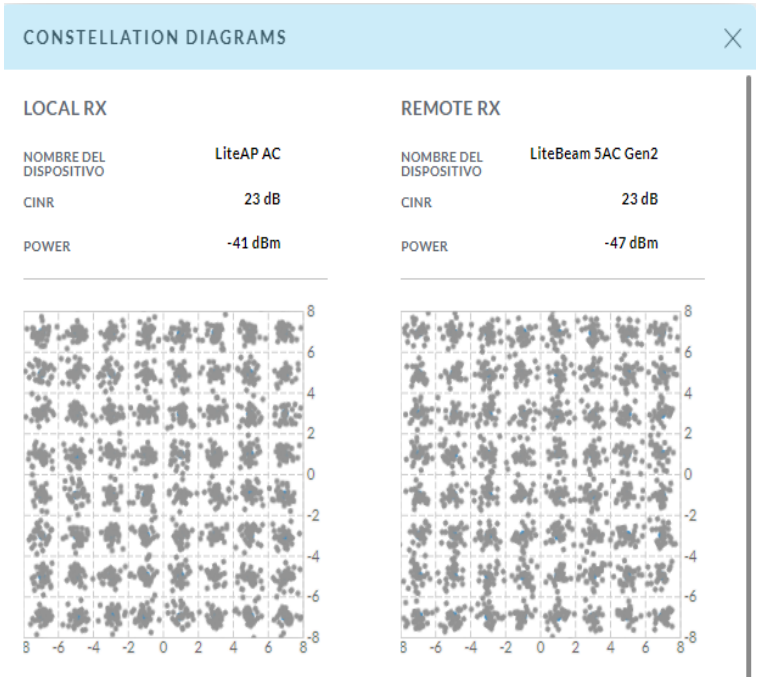 CONSTELLATION DIAGRAMS
LOCAL RX
NOMBRE DEL DISPOSITIVO LiteAP AC
CINR 23 dB
POWER -41 dBm
8
6
4
2
0
-2
-4
-6
-8
8 -6 -4 -2 0 2 4 6 8
REMOTE RX
NOMBRE DEL DISPOSITIVO LiteBeam 5AC Gen2
CINR 23 dB
POWER -47 dBm
8
6
4
2
0
-2
-4
-6
-8
8 -6 -4 -2 0 2 4 6 8